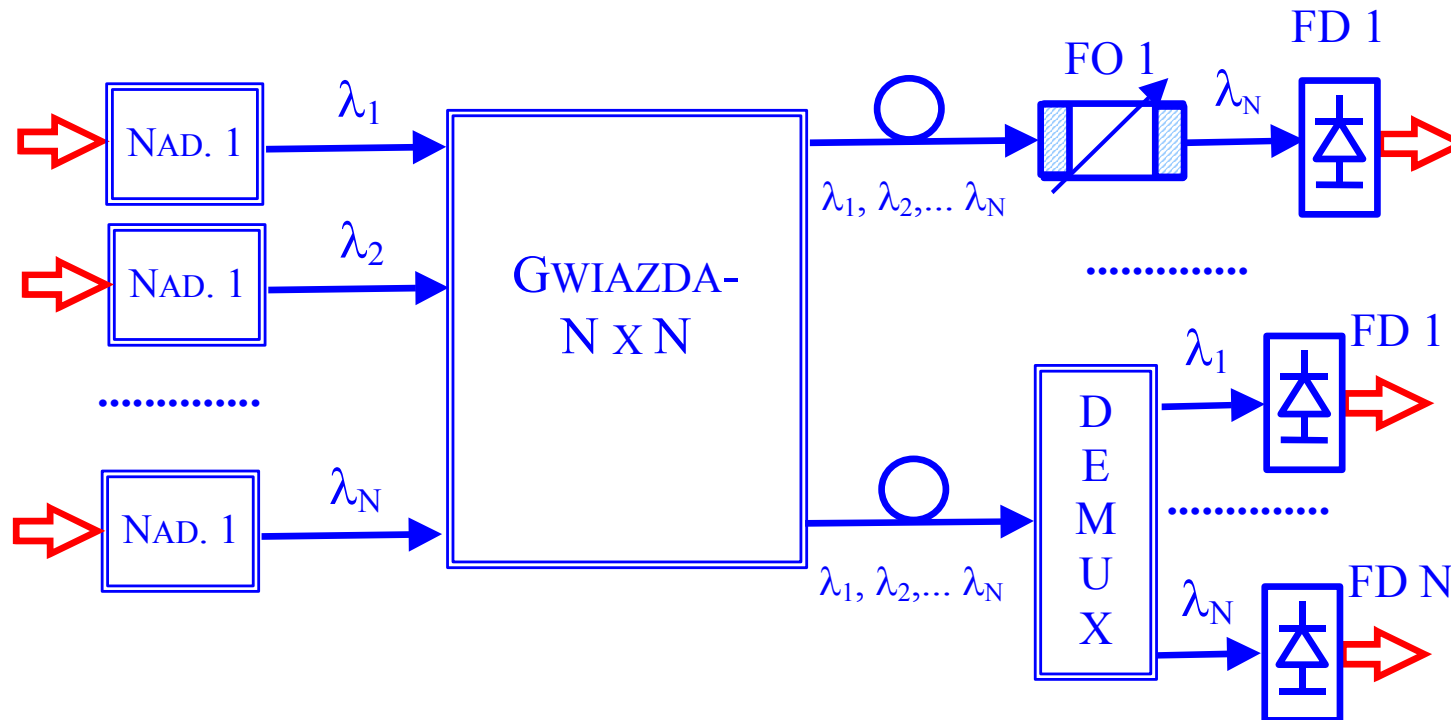 FD 1
FO 1
NAD. 1
λ1
λN
λ1, λ2,... λN
NAD. 1
λ2
GWIAZDA-
N X N
FD 1
λ1
D
E
M
U
X
NAD. 1
λN
λ1, λ2,... λN
λN
FD N